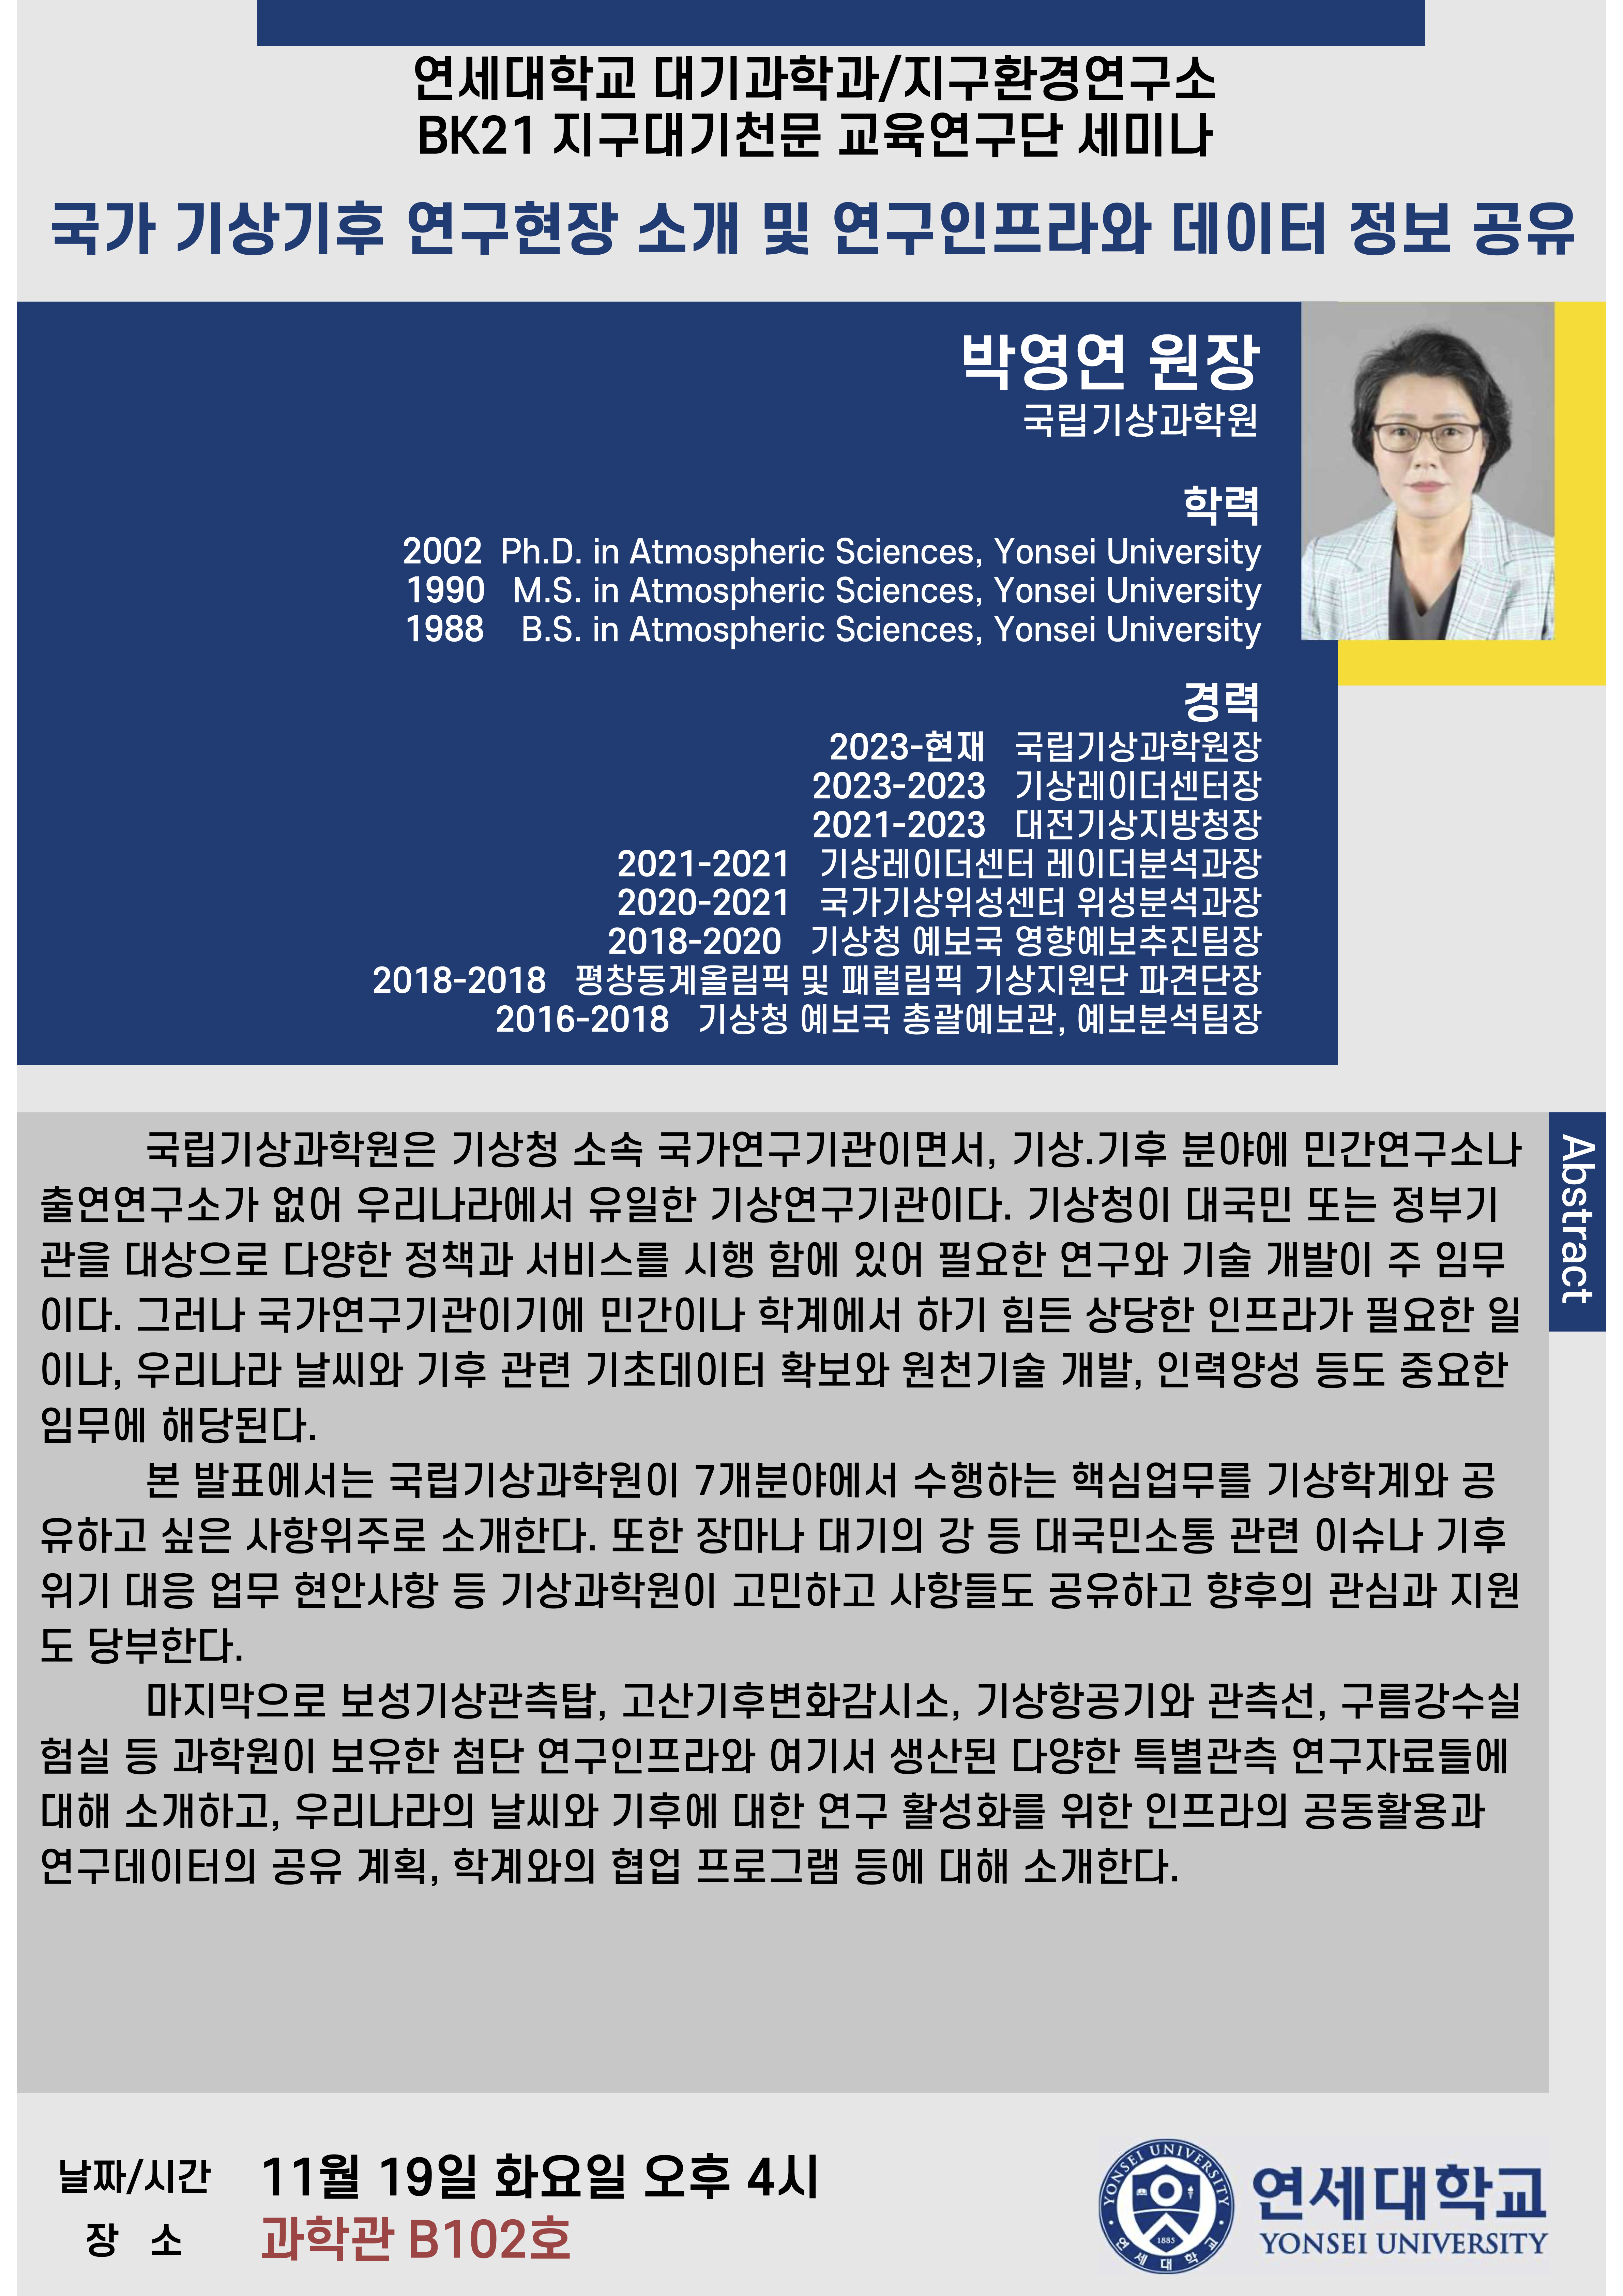 연세대학교 대기과학과/지구환경연구소
BK21 지구대기천문 교육연구단 세미나
국가 기상기후 연구현장 소개 및 연구인프라와 데이터 정보 공유
박영연 원장
국립기상과학원
학력
2002 Ph.D. in Atmospheric Sciences, Yonsei University
1990 M.S. in Atmospheric Sciences, Yonsei University
1988 B.S. in Atmospheric Sciences, Yonsei University
경력
2023-현재 국립기상과학원장
2023-2023 기상레이더센터장
2021-2023 대전기상지방청장
2021-2021 기상레이더센터 레이더분석과장
2020-2021 국가기상위성센터 위성분석과장
2018-2020 기상청 예보국 영향예보추진팀장
2018-2018 평창동계올림픽 및 패럴림픽 기상지원단 파견단장
2016-2018 기상청 예보국 총괄예보관, 예보분석팀장
Abstract
국립기상과학원은 기상청 소속 국가연구기관이면서, 기상.기후 분야에 민간연구소나
출연연구소가 없어 우리나라에서 유일한 기상연구기관이다. 기상청이 대국민 또는 정부기
관을 대상으로 다양한 정책과 서비스를 시행 함에 있어 필요한 연구와 기술 개발이 주 임무
이다. 그러나 국가연구기관이기에 민간이나 학계에서 하기 힘든 상당한 인프라가 필요한 일
이나, 우리나라 날씨와 기후 관련 기초데이터 확보와 원천기술 개발, 인력양성 등도 중요한
임무에 해당된다.
본 발표에서는 국립기상과학원이 7개분야에서 수행하는 핵심업무를 기상학계와 공
유하고 싶은 사항위주로 소개한다. 또한 장마나 대기의 강 등 대국민소통 관련 이슈나 기후
위기 대응 업무 현안사항 등 기상과학원이 고민하고 사항들도 공유하고 향후의 관심과 지원
도 당부한다.
마지막으로 보성기상관측탑, 고산기후변화감시소, 기상항공기와 관측선, 구름강수실
험실 등 과학원이 보유한 첨단 연구인프라와 여기서 생산된 다양한 특별관측 연구자료들에
대해 소개하고, 우리나라의 날씨와 기후에 대한 연구 활성화를 위한 인프라의 공동활용과
연구데이터의 공유 계획, 학계와의 협업 프로그램 등에 대해 소개한다.
날짜/시간 11월 19일 화요일 오후 4시
장 소 과학관 B102호
YONSEI UNIVERSITY
1885
연세대학교
연세대학교
YONSEI UNIVERSITY